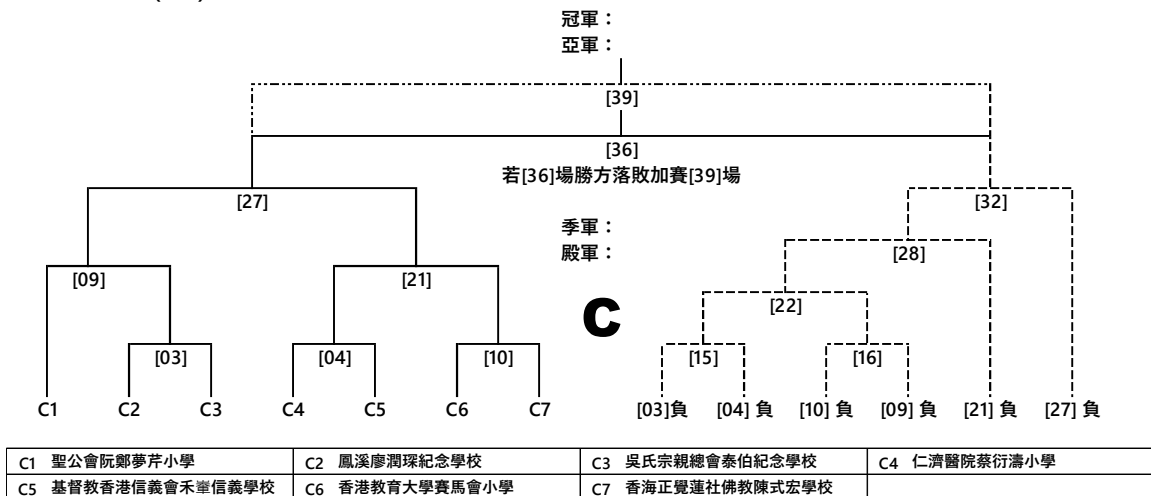 冠軍：
亞軍：
[39]
[36]
若[36]場勝方落敗加賽[39]場
[27] [32]
季軍：
殿軍：
[28]
[09] [21]
[22]
C
[03] [04] [10] [15] [16]
C1 C2 C3 C4 C5 C6 C7 [03]負 [04] 負 [10] 負 [09] 負 [21] 負 [27] 負
C1 聖公會阮鄭夢芹小學 C2 鳳溪廖潤琛紀念學校 C3 吳氏宗親總會泰伯紀念學校 C4 仁濟醫院蔡衍濤小學
C5 基督教香港信義會禾輋信義學校 C6 香港教育大學賽馬會小學 C7 香海正覺蓮社佛教陳式宏學校